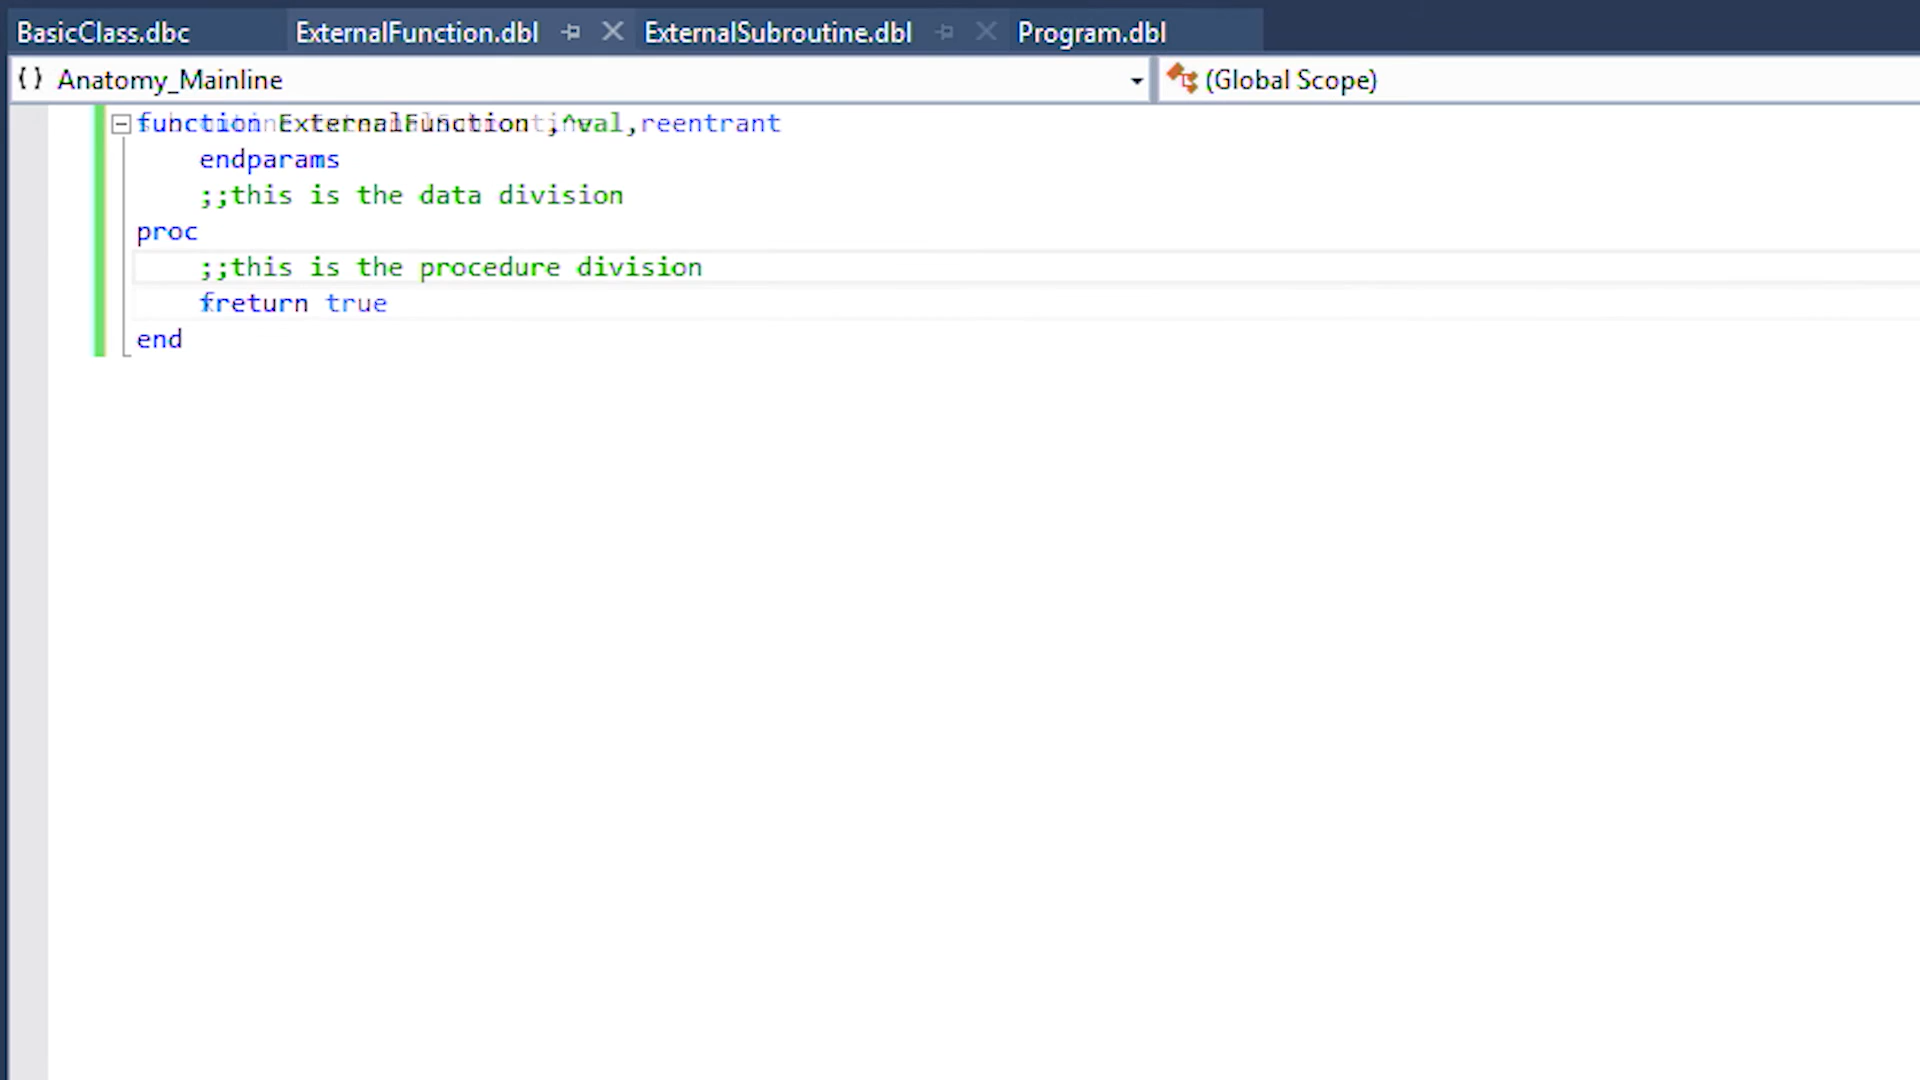 BasicClass.dbc ExternalFunction.dbl ExternalSubroutine.dbl Program.dbl
{} Anatomy_Mainline (Global Scope)
function ExternalFunction ,^val,reentrant
endparams
;;this is the data division
proc
;;this is the procedure division
freturn true
end